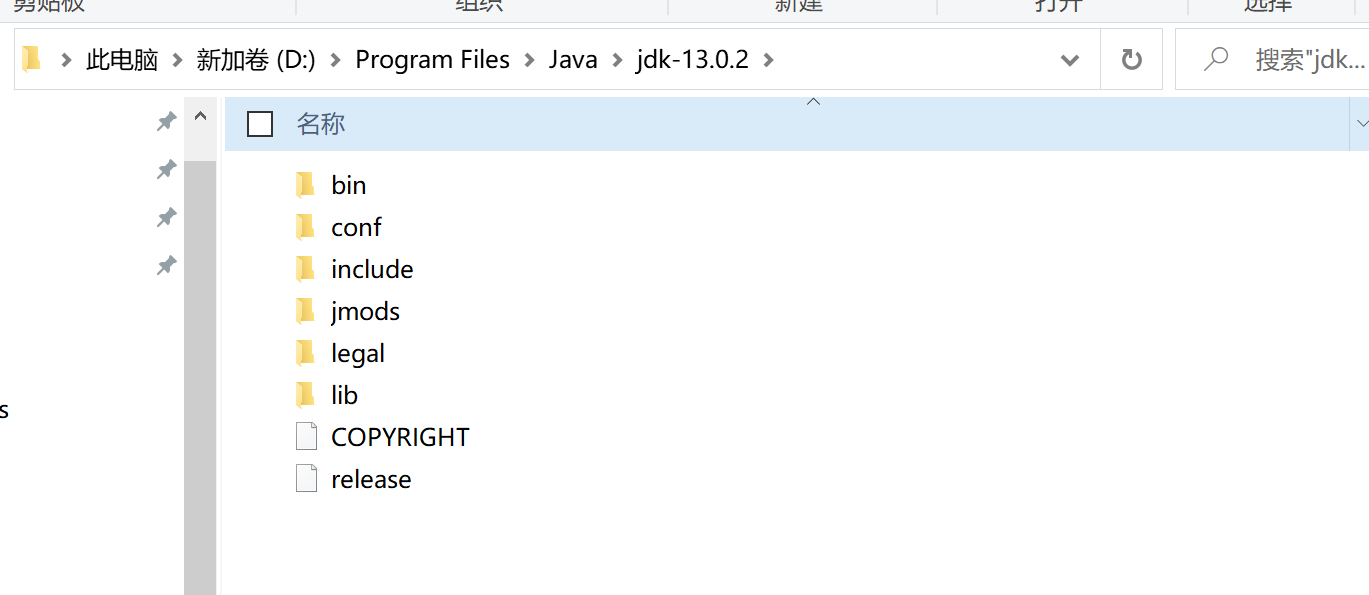 剪贴板 组织 新建 打开 选择
此电脑 新加卷 (D:) Program Files Java jdk-13.0.2 搜索"jdk...
名称
bin
conf
include
jmods
legal
lib
s
COPYRIGHT
release